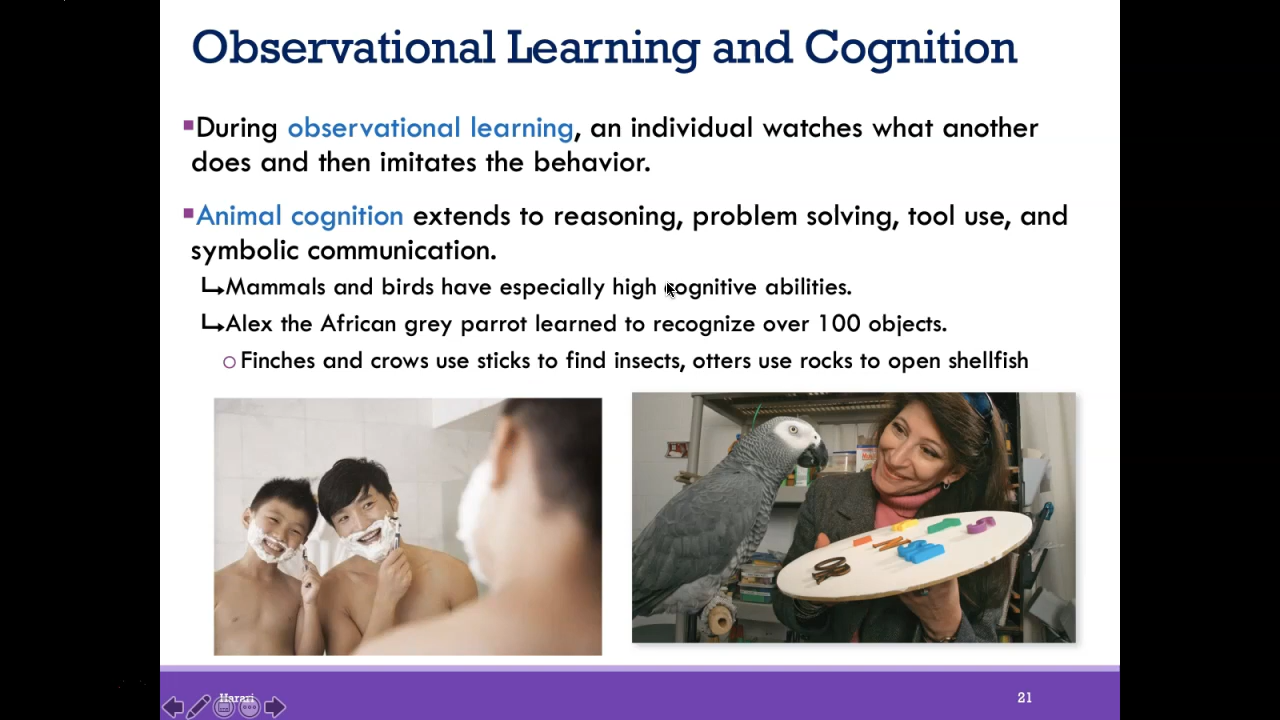 Observational Learning and Cognition
▪During observational learning, an individual watches what another
does and then imitates the behavior.
▪Animal cognition extends to reasoning, problem solving, tool use, and
symbolic communication.
↳Mammals and birds have especially high cognitive abilities.
↳Alex the African grey parrot learned to recognize over 100 objects.
○Finches and crows use sticks to find insects, otters use rocks to open shellfish
Harari
21